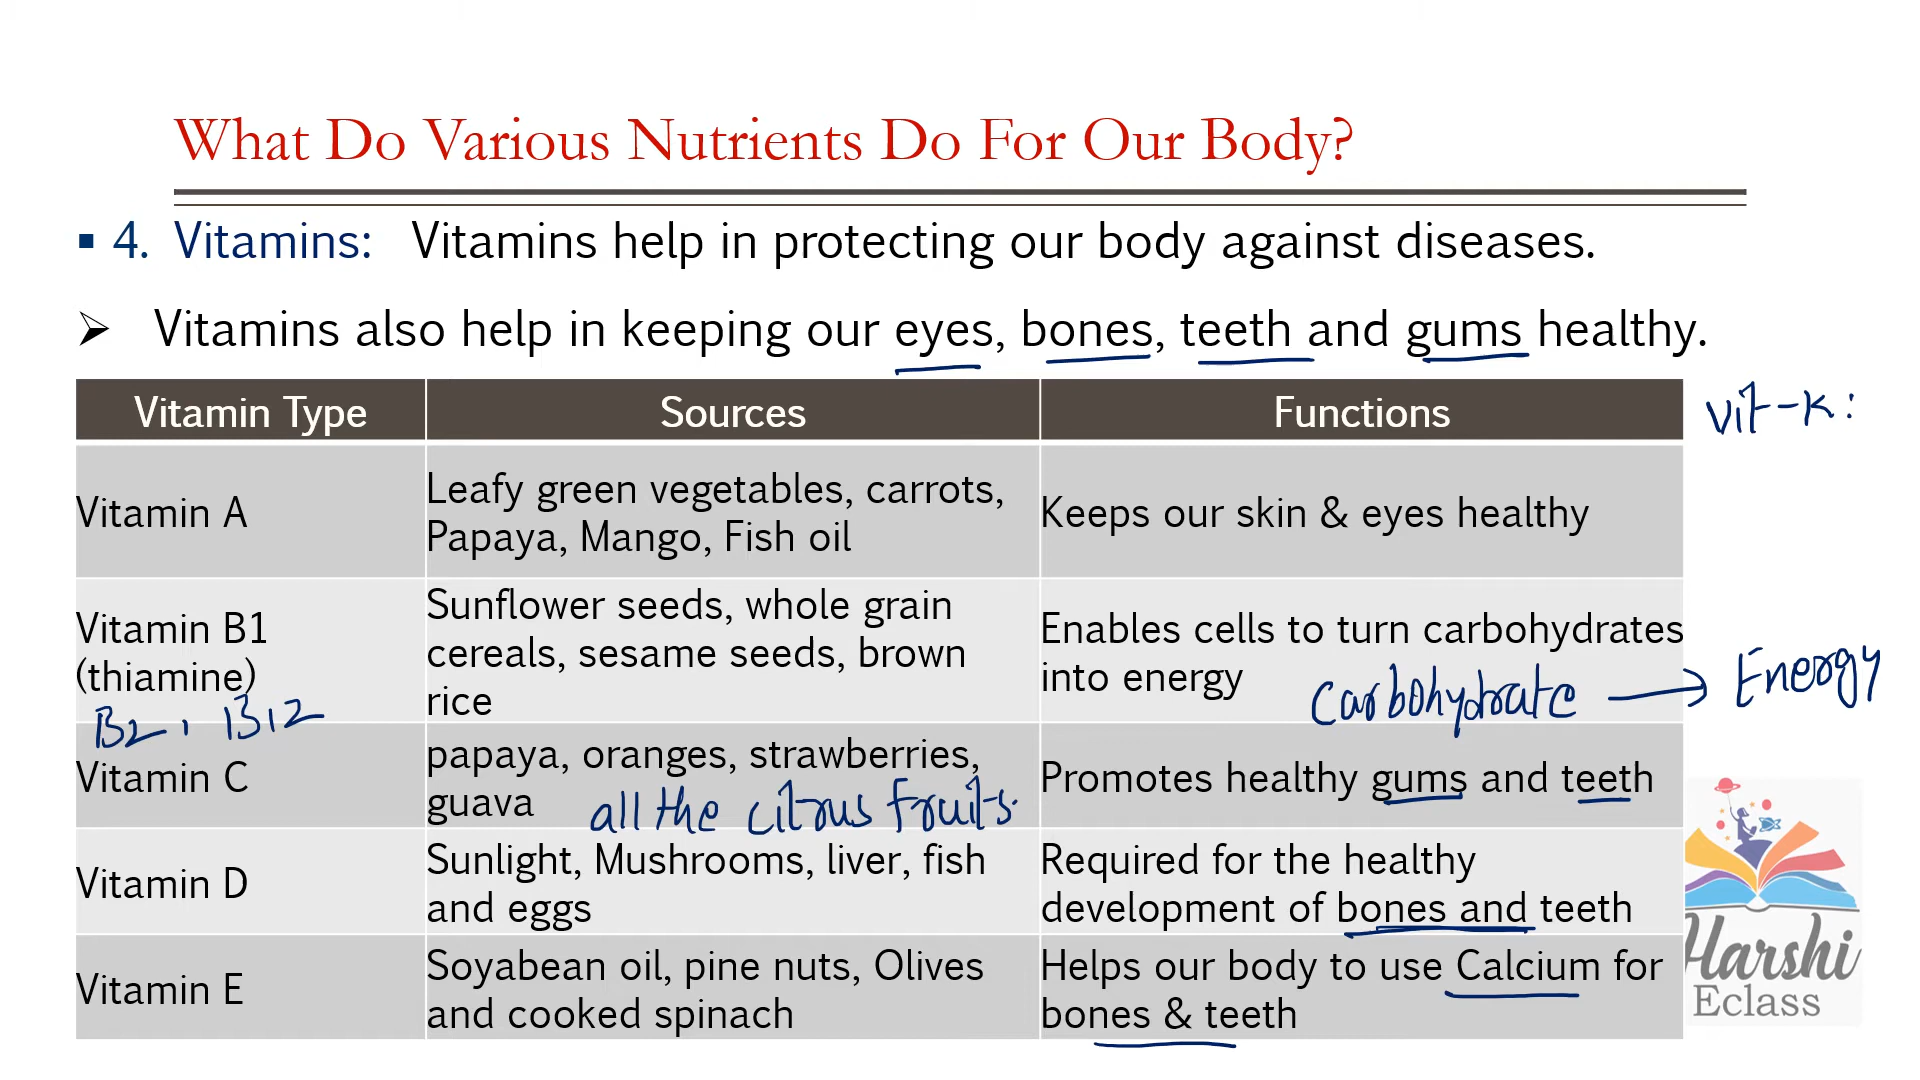 What Do Various Nutrients Do For Our Body?
▪ 4. Vitamins: Vitamins help in protecting our body against diseases.
➢ Vitamins also help in keeping our eyes, bones, teeth and gums healthy.
Vitamin Type Sources Functions
vit-K:
Vitamin A
Leafy green vegetables, carrots,
Papaya, Mango, Fish oil
Keeps our skin & eyes healthy
Vitamin B1
(thiamine)
B2, B12
Sunflower seeds, whole grain
cereals, sesame seeds, brown
rice
Enables cells to turn carbohydrates
into energy
Carbohydrate → Energy
Vitamin C
papaya, oranges, strawberries,
guava
all the citrus fruits.
Promotes healthy gums and teeth
Vitamin D
Sunlight, Mushrooms, liver, fish
and eggs
Required for the healthy
development of bones and teeth
Vitamin E
Soyabean oil, pine nuts, Olives
and cooked spinach
Helps our body to use Calcium for
bones & teeth
Harshi
Eclass